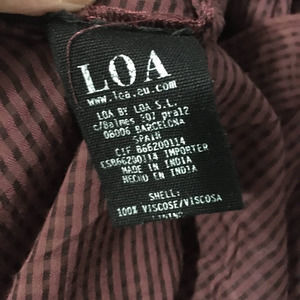 LOA
www.loa.eu.com
LOA BY LOA S.L.
c/Balmes 207 pral2
08006 BARCELONA
SPAIN
CIF B66200114
ESB66200114 IMPORTER
MADE IN INDIA
HECHO EN INDIA
SHELL:
100% VISCOSE/VISCOSA
LINING